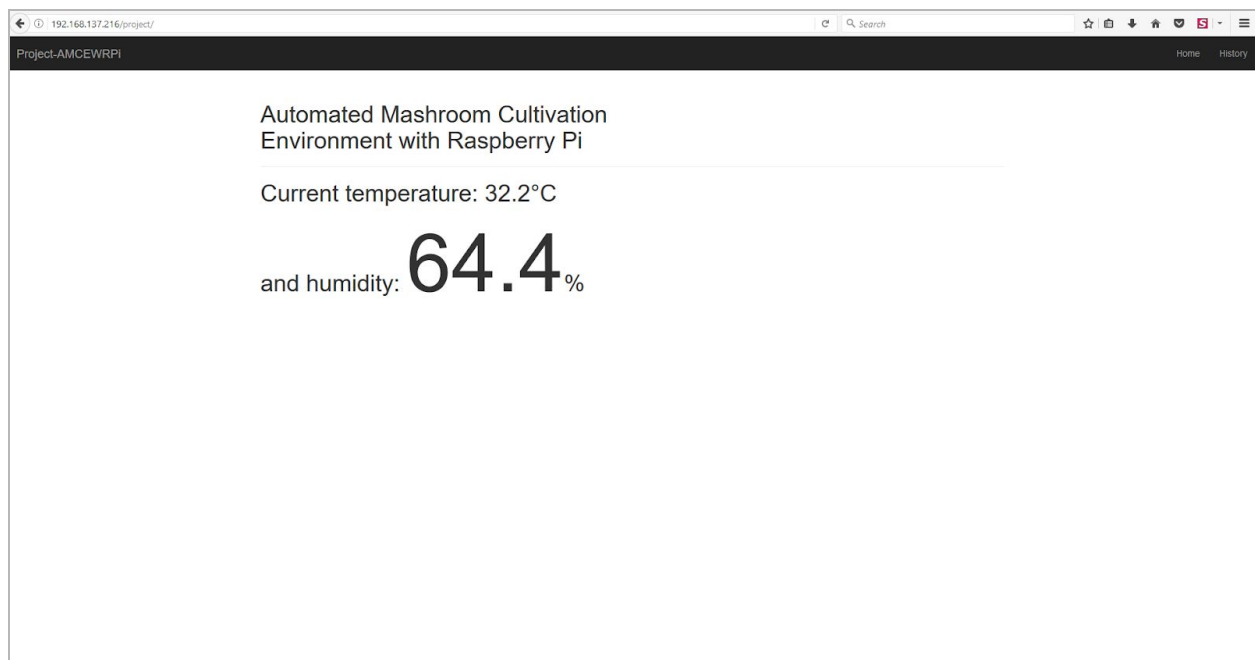 192.168.137.216/project/
Search
S
Project-AMCEWRPi
Home
History
Automated Mashroom Cultivation
Environment with Raspberry Pi
Current temperature: 32.2°C
and humidity: 64.4%